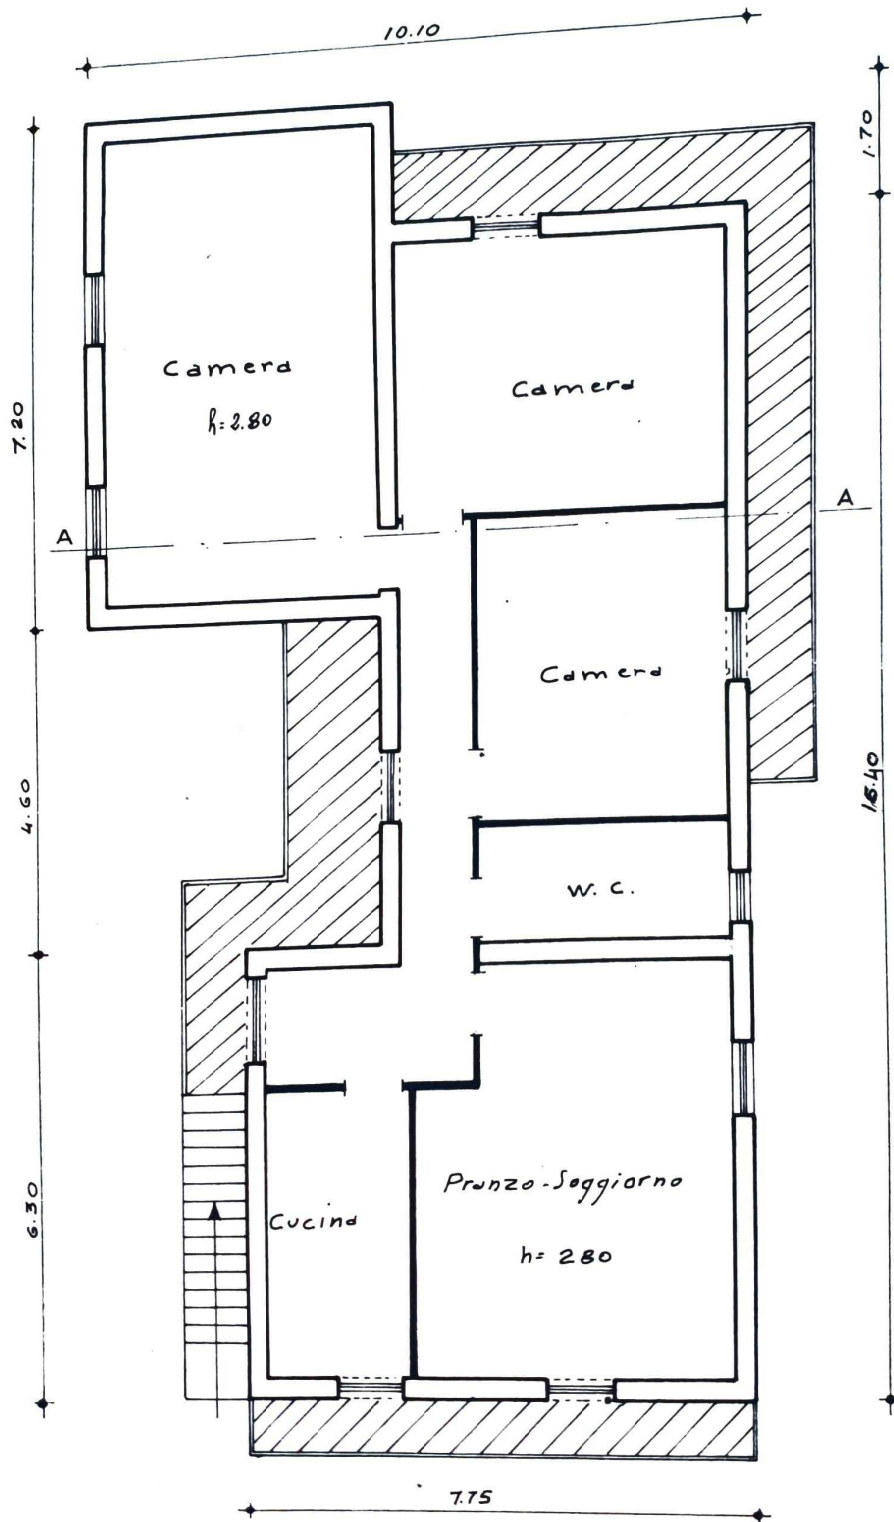 10.10
1.70
7.20
Camera
h=2.80
Camera
A
A
Camera
4.60
16.40
W. C.
6.30
Cucina
Pranzo-Soggiorno
h= 280
7.75